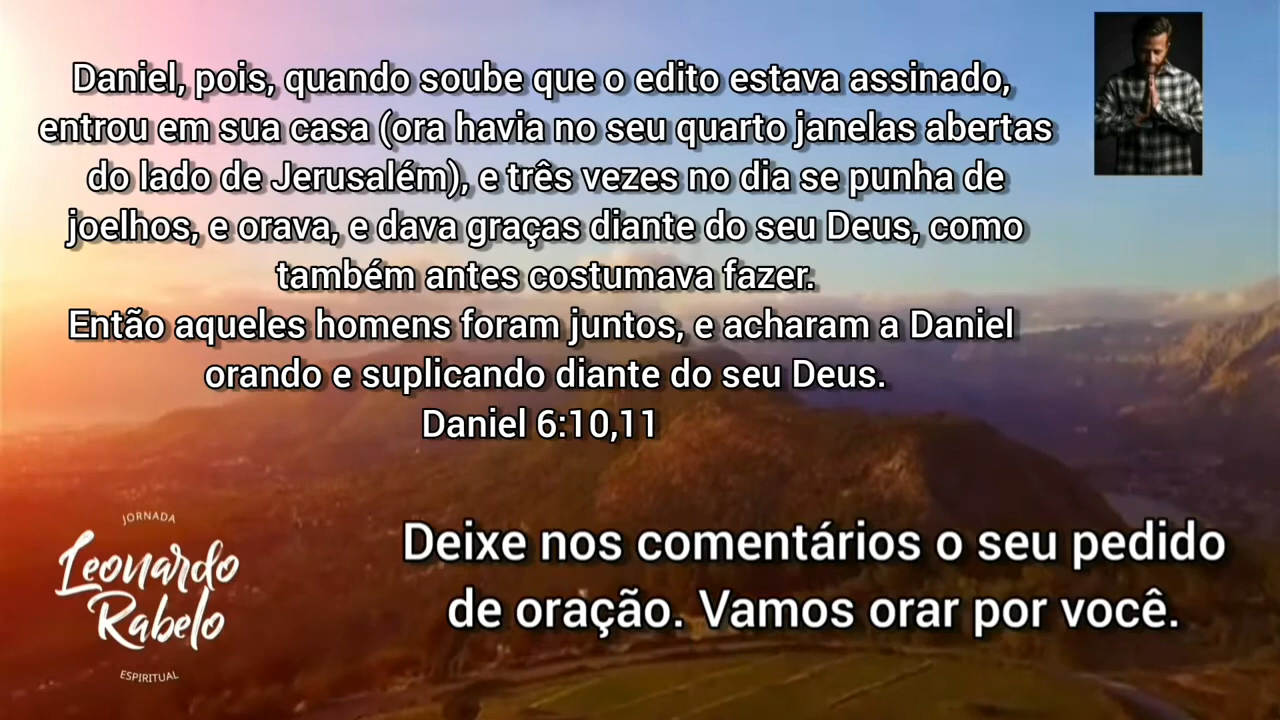 Daniel, pois, quando soube que o edito estava assinado,
entrou em sua casa (ora havia no seu quarto janelas abertas
do lado de Jerusalém), e três vezes no dia se punha de
joelhos, e orava, e dava graças diante do seu Deus, como
também antes costumava fazer.
Então aqueles homens foram juntos, e acharam a Daniel
orando e suplicando diante do seu Deus.
Daniel 6:10,11
JORNADA
Leonardo
Rabelo
ESPIRITUAL
Deixe nos comentários o seu pedido
de oração. Vamos orar por você.